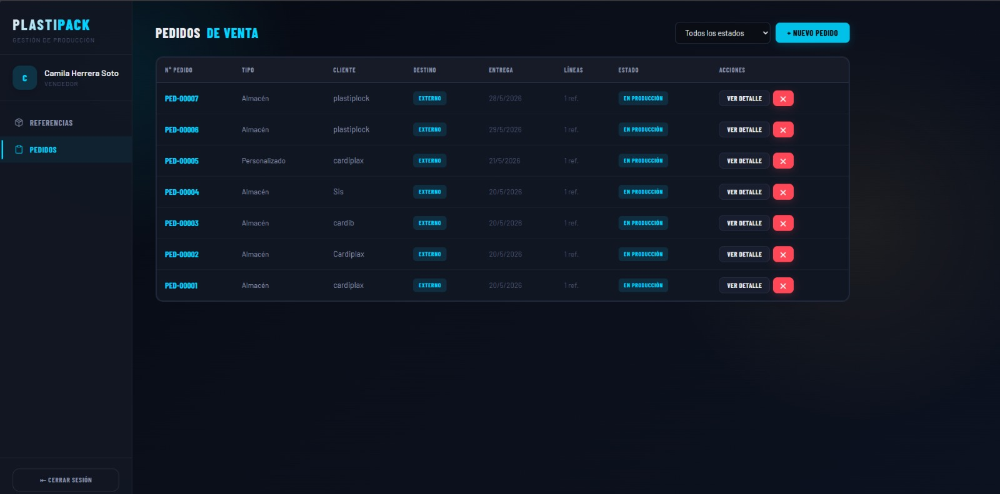 PLASTIPACK
GESTIÓN DE PRODUCCIÓN
C
Camila Herrera Soto
VENDEDOR
REFERENCIAS
PEDIDOS
⇤ CERRAR SESIÓN
PEDIDOS DE VENTA
Todos los estados
+ NUEVO PEDIDO
N° PEDIDO TIPO CLIENTE DESTINO ENTREGA LÍNEAS ESTADO ACCIONES
PED-00007 Almacén plastiplock EXTERNO 28/5/2026 1 ref. EN PRODUCCIÓN VER DETALLE ✕
PED-00006 Almacén plastiplock EXTERNO 29/5/2026 1 ref. EN PRODUCCIÓN VER DETALLE ✕
PED-00005 Personalizado cardiplax EXTERNO 21/5/2026 1 ref. EN PRODUCCIÓN VER DETALLE ✕
PED-00004 Almacén Sis EXTERNO 20/5/2026 1 ref. EN PRODUCCIÓN VER DETALLE ✕
PED-00003 Almacén cardib EXTERNO 20/5/2026 1 ref. EN PRODUCCIÓN VER DETALLE ✕
PED-00002 Almacén Cardiplax EXTERNO 20/5/2026 1 ref. EN PRODUCCIÓN VER DETALLE ✕
PED-00001 Almacén cardiplax EXTERNO 20/5/2026 1 ref. EN PRODUCCIÓN VER DETALLE ✕